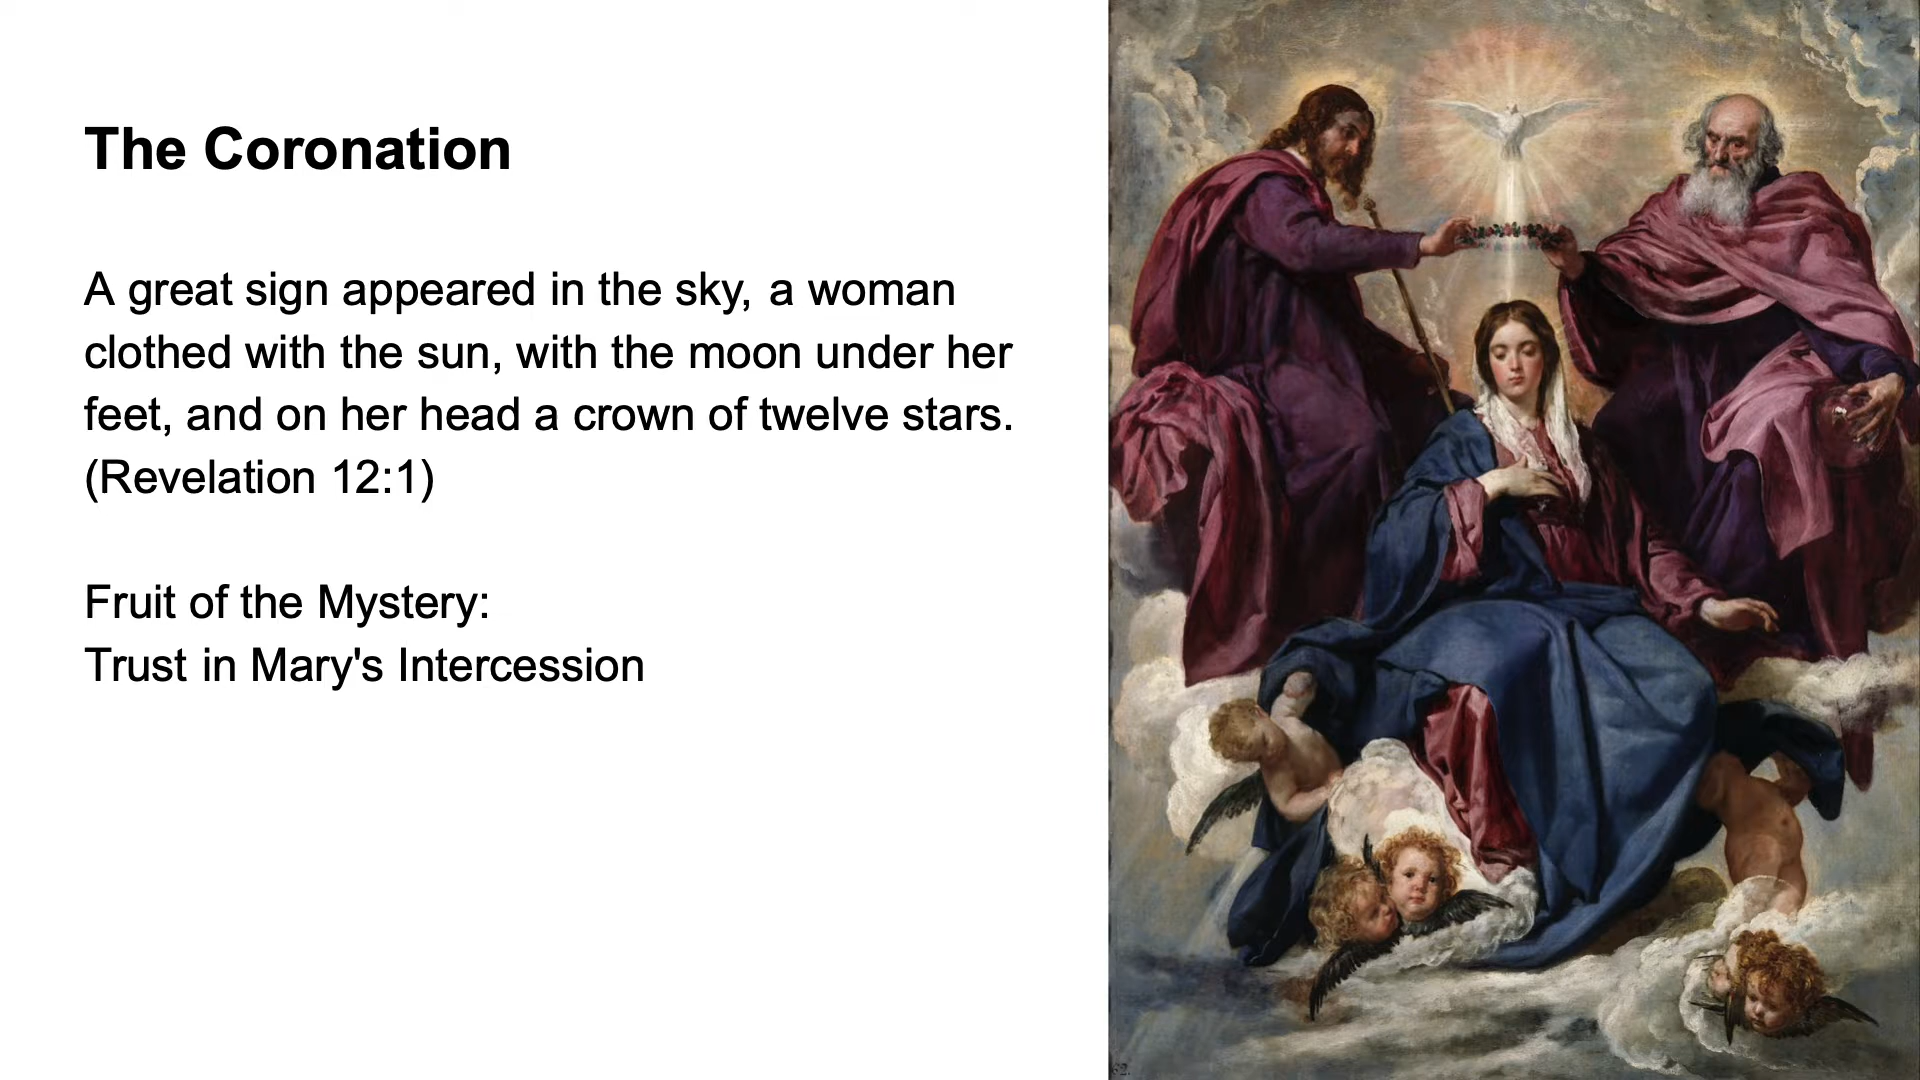 The Coronation
A great sign appeared in the sky, a woman
clothed with the sun, with the moon under her
feet, and on her head a crown of twelve stars.
(Revelation 12:1)
Fruit of the Mystery:
Trust in Mary's Intercession